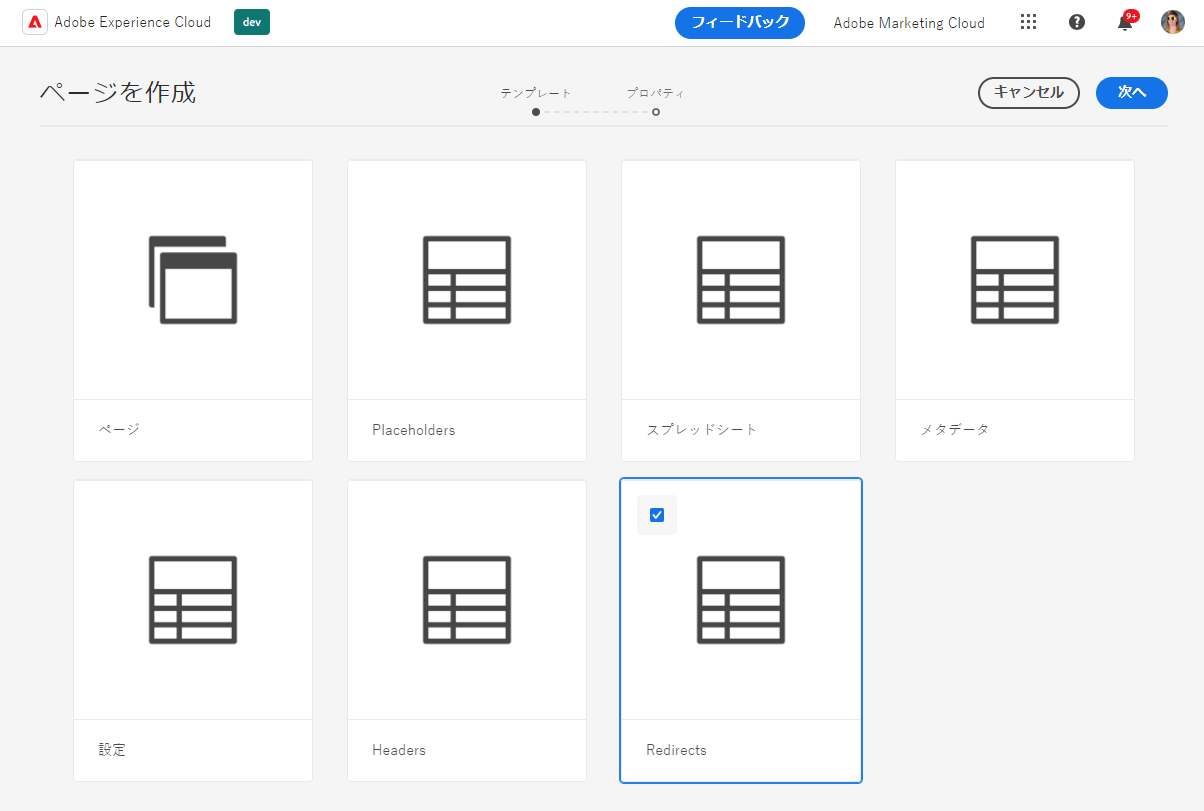 Adobe Experience Cloud dev フィードバック Adobe Marketing Cloud 9+
ページを作成 テンプレート プロパティ キャンセル 次へ
ページ Placeholders スプレッドシート メタデータ
設定 Headers Redirects